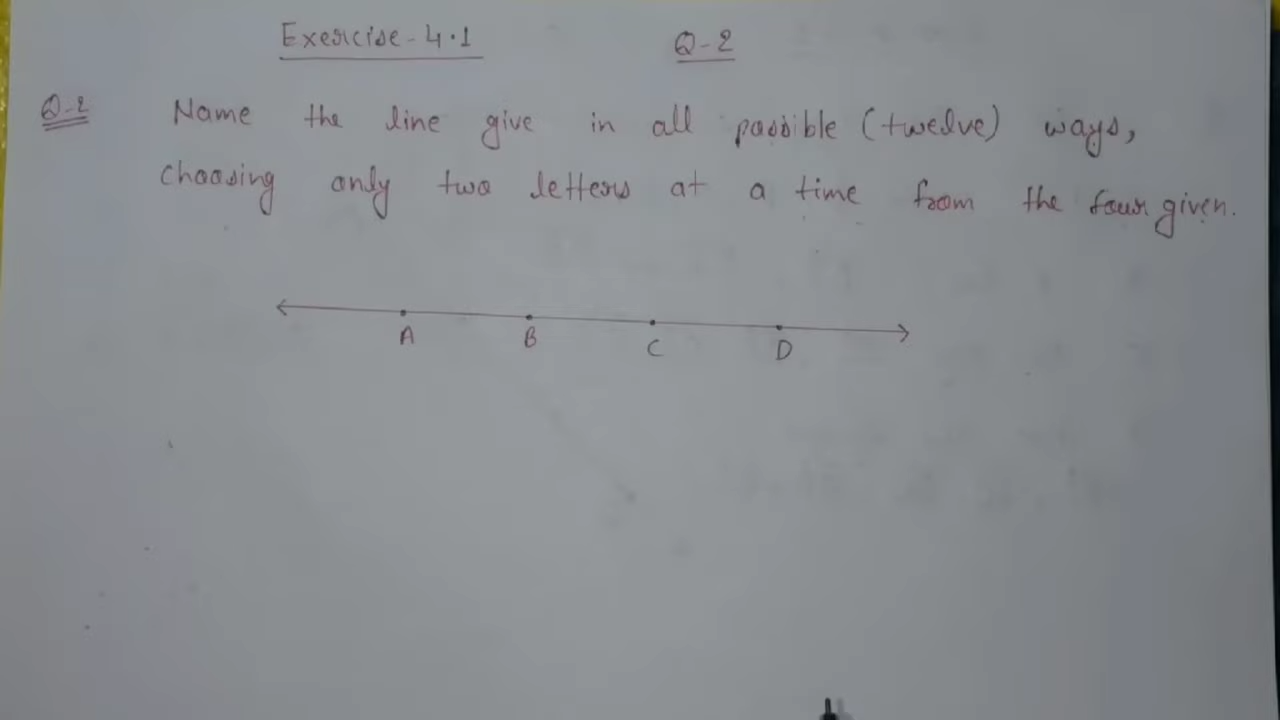 Exercise-4.1 Q-2
Q-2 Name the line give in all possible (twelve) ways,
choosing only two letters at a time from the four given.
A B C D